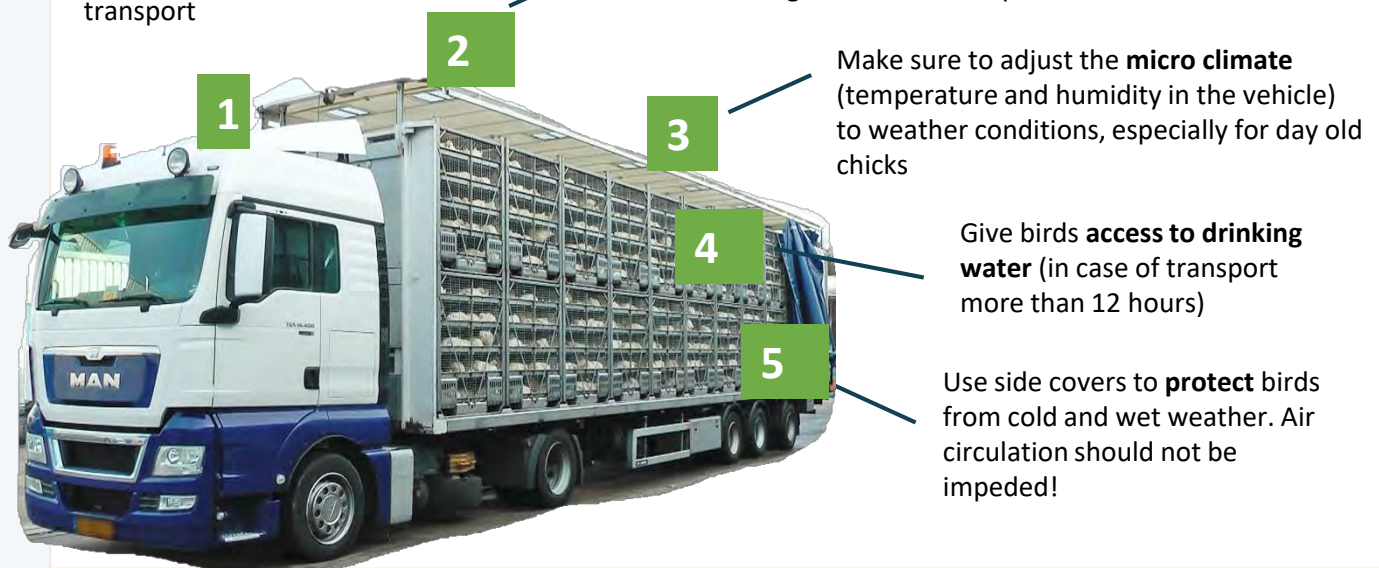 transport
2
1
3
Make sure to adjust the micro climate
(temperature and humidity in the vehicle)
to weather conditions, especially for day old
chicks
4
Give birds access to drinking
water (in case of transport
more than 12 hours)
5
Use side covers to protect birds
from cold and wet weather. Air
circulation should not be
impeded!
MAN